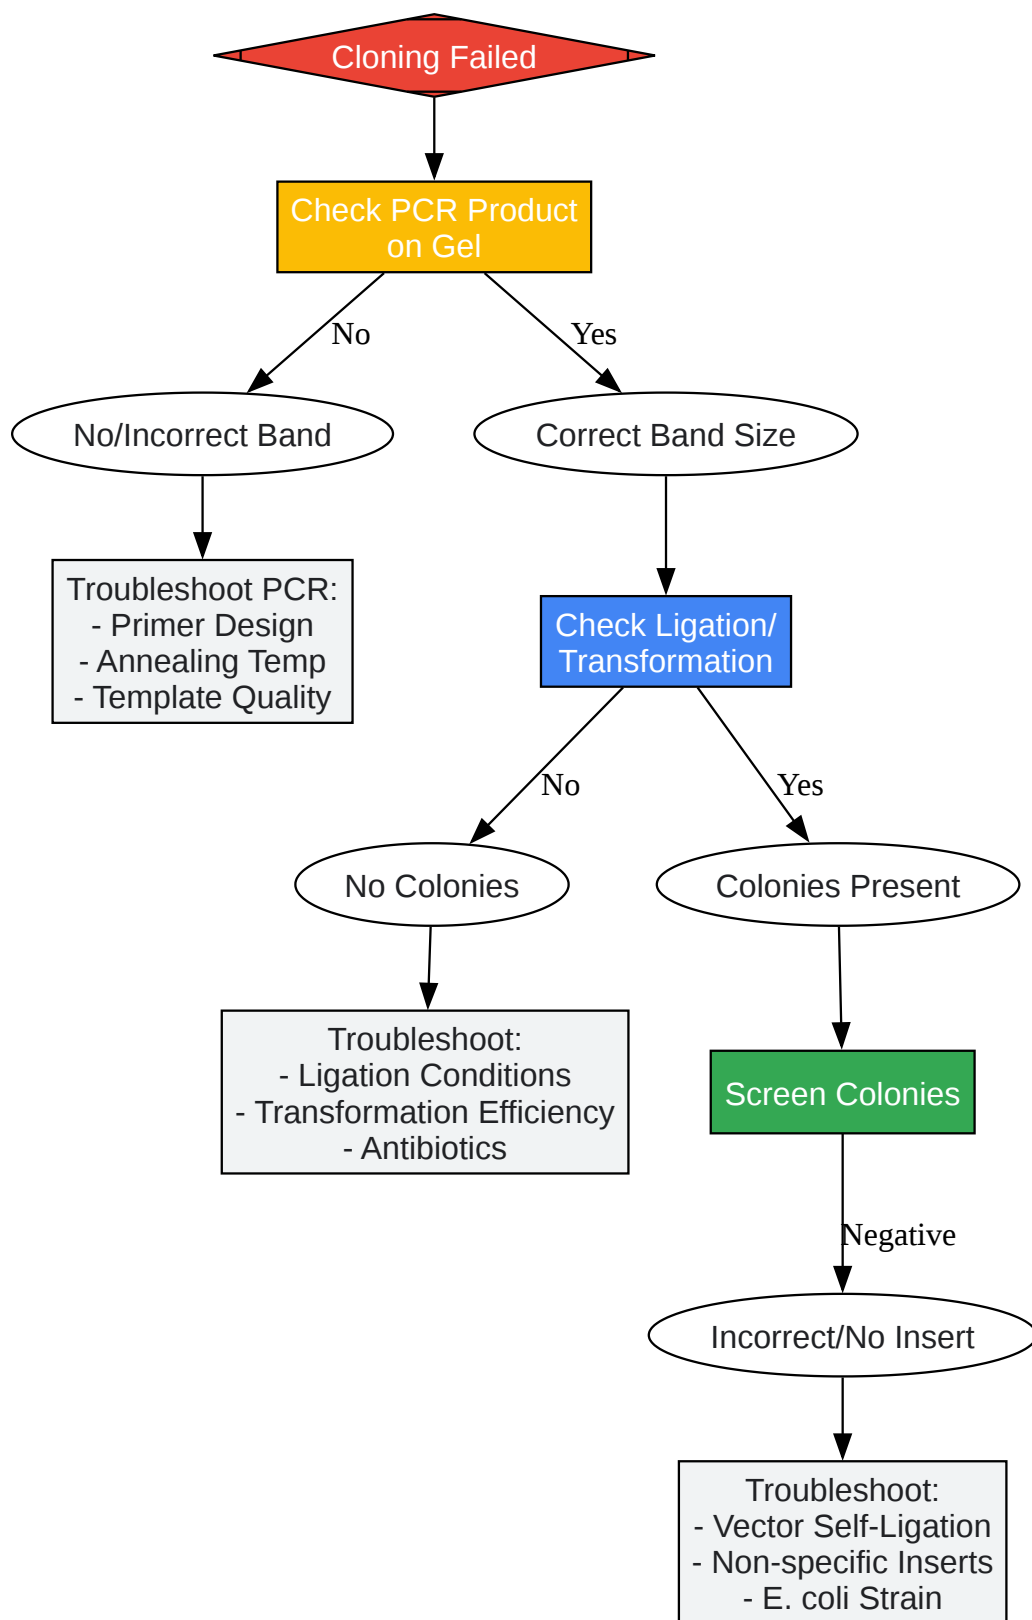 Cloning Failed
Check PCR Product
on Gel
No
Yes
No/Incorrect Band
Correct Band Size
Troubleshoot PCR:
- Primer Design
- Annealing Temp
- Template Quality
Check Ligation/
Transformation
No
Yes
No Colonies
Colonies Present
Troubleshoot:
- Ligation Conditions
- Transformation Efficiency
- Antibiotics
Screen Colonies
Negative
Incorrect/No Insert
Troubleshoot:
- Vector Self-Ligation
- Non-specific Inserts
- E. coli Strain